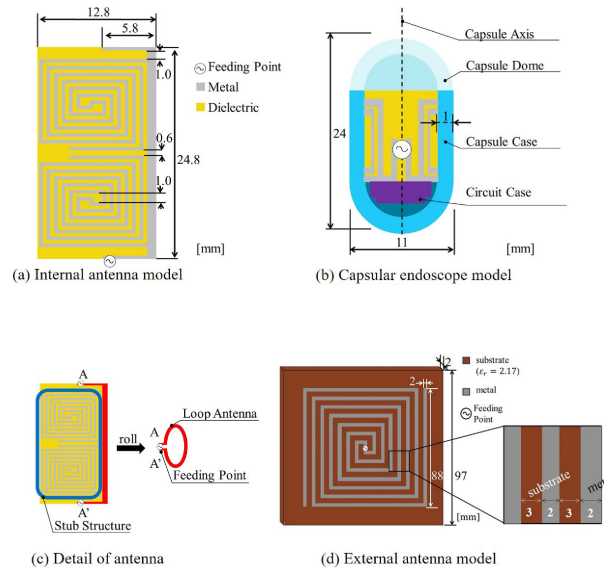 12.8
5.8
1.0
0.6
24.8
1.0
Feeding Point
Metal
Dielectric
[mm]
(a) Internal antenna model
Capsule Axis
Capsule Dome
24
1
Capsule Case
Circuit Case
11
[mm]
(b) Capsular endoscope model
A
Loop Antenna
roll
A
A'
Feeding Point
A'
Stub Structure
(c) Detail of antenna
2
substrate
(εr = 2.17)
metal
2
Feeding
Point
88
97
[mm]
substrate
me
3
2
3
2
(d) External antenna model